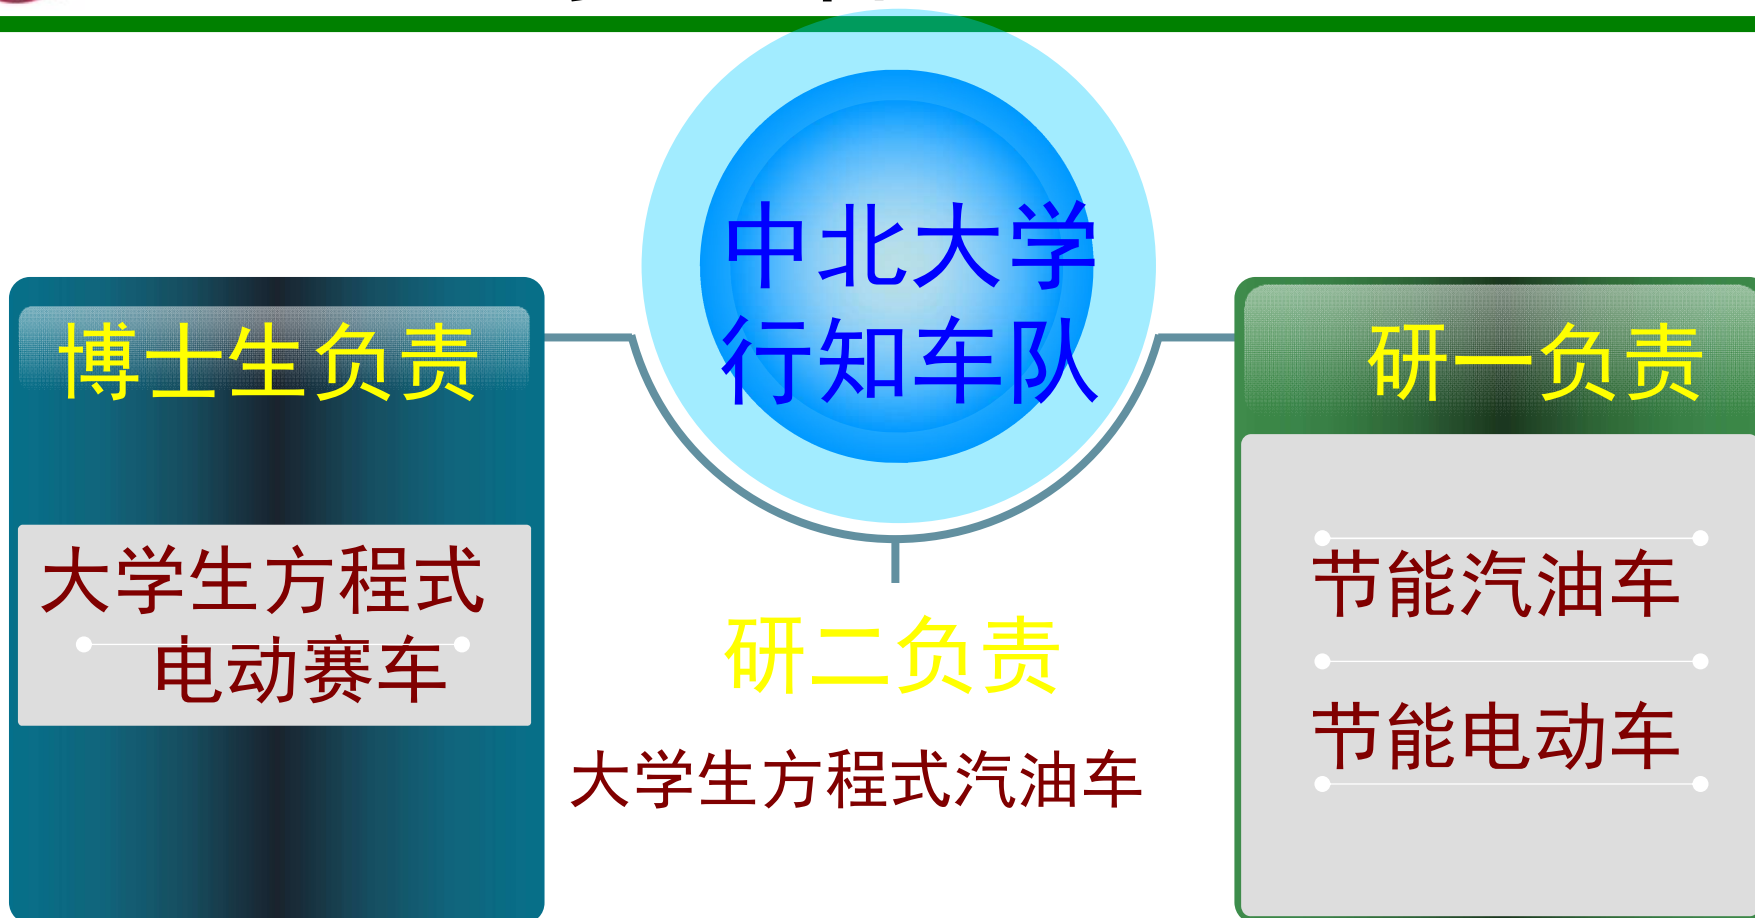 中北大学
行知车队
博士生负责
大学生方程式
电动赛车
研二负责
大学生方程式汽油车
研一负责
节能汽油车
节能电动车